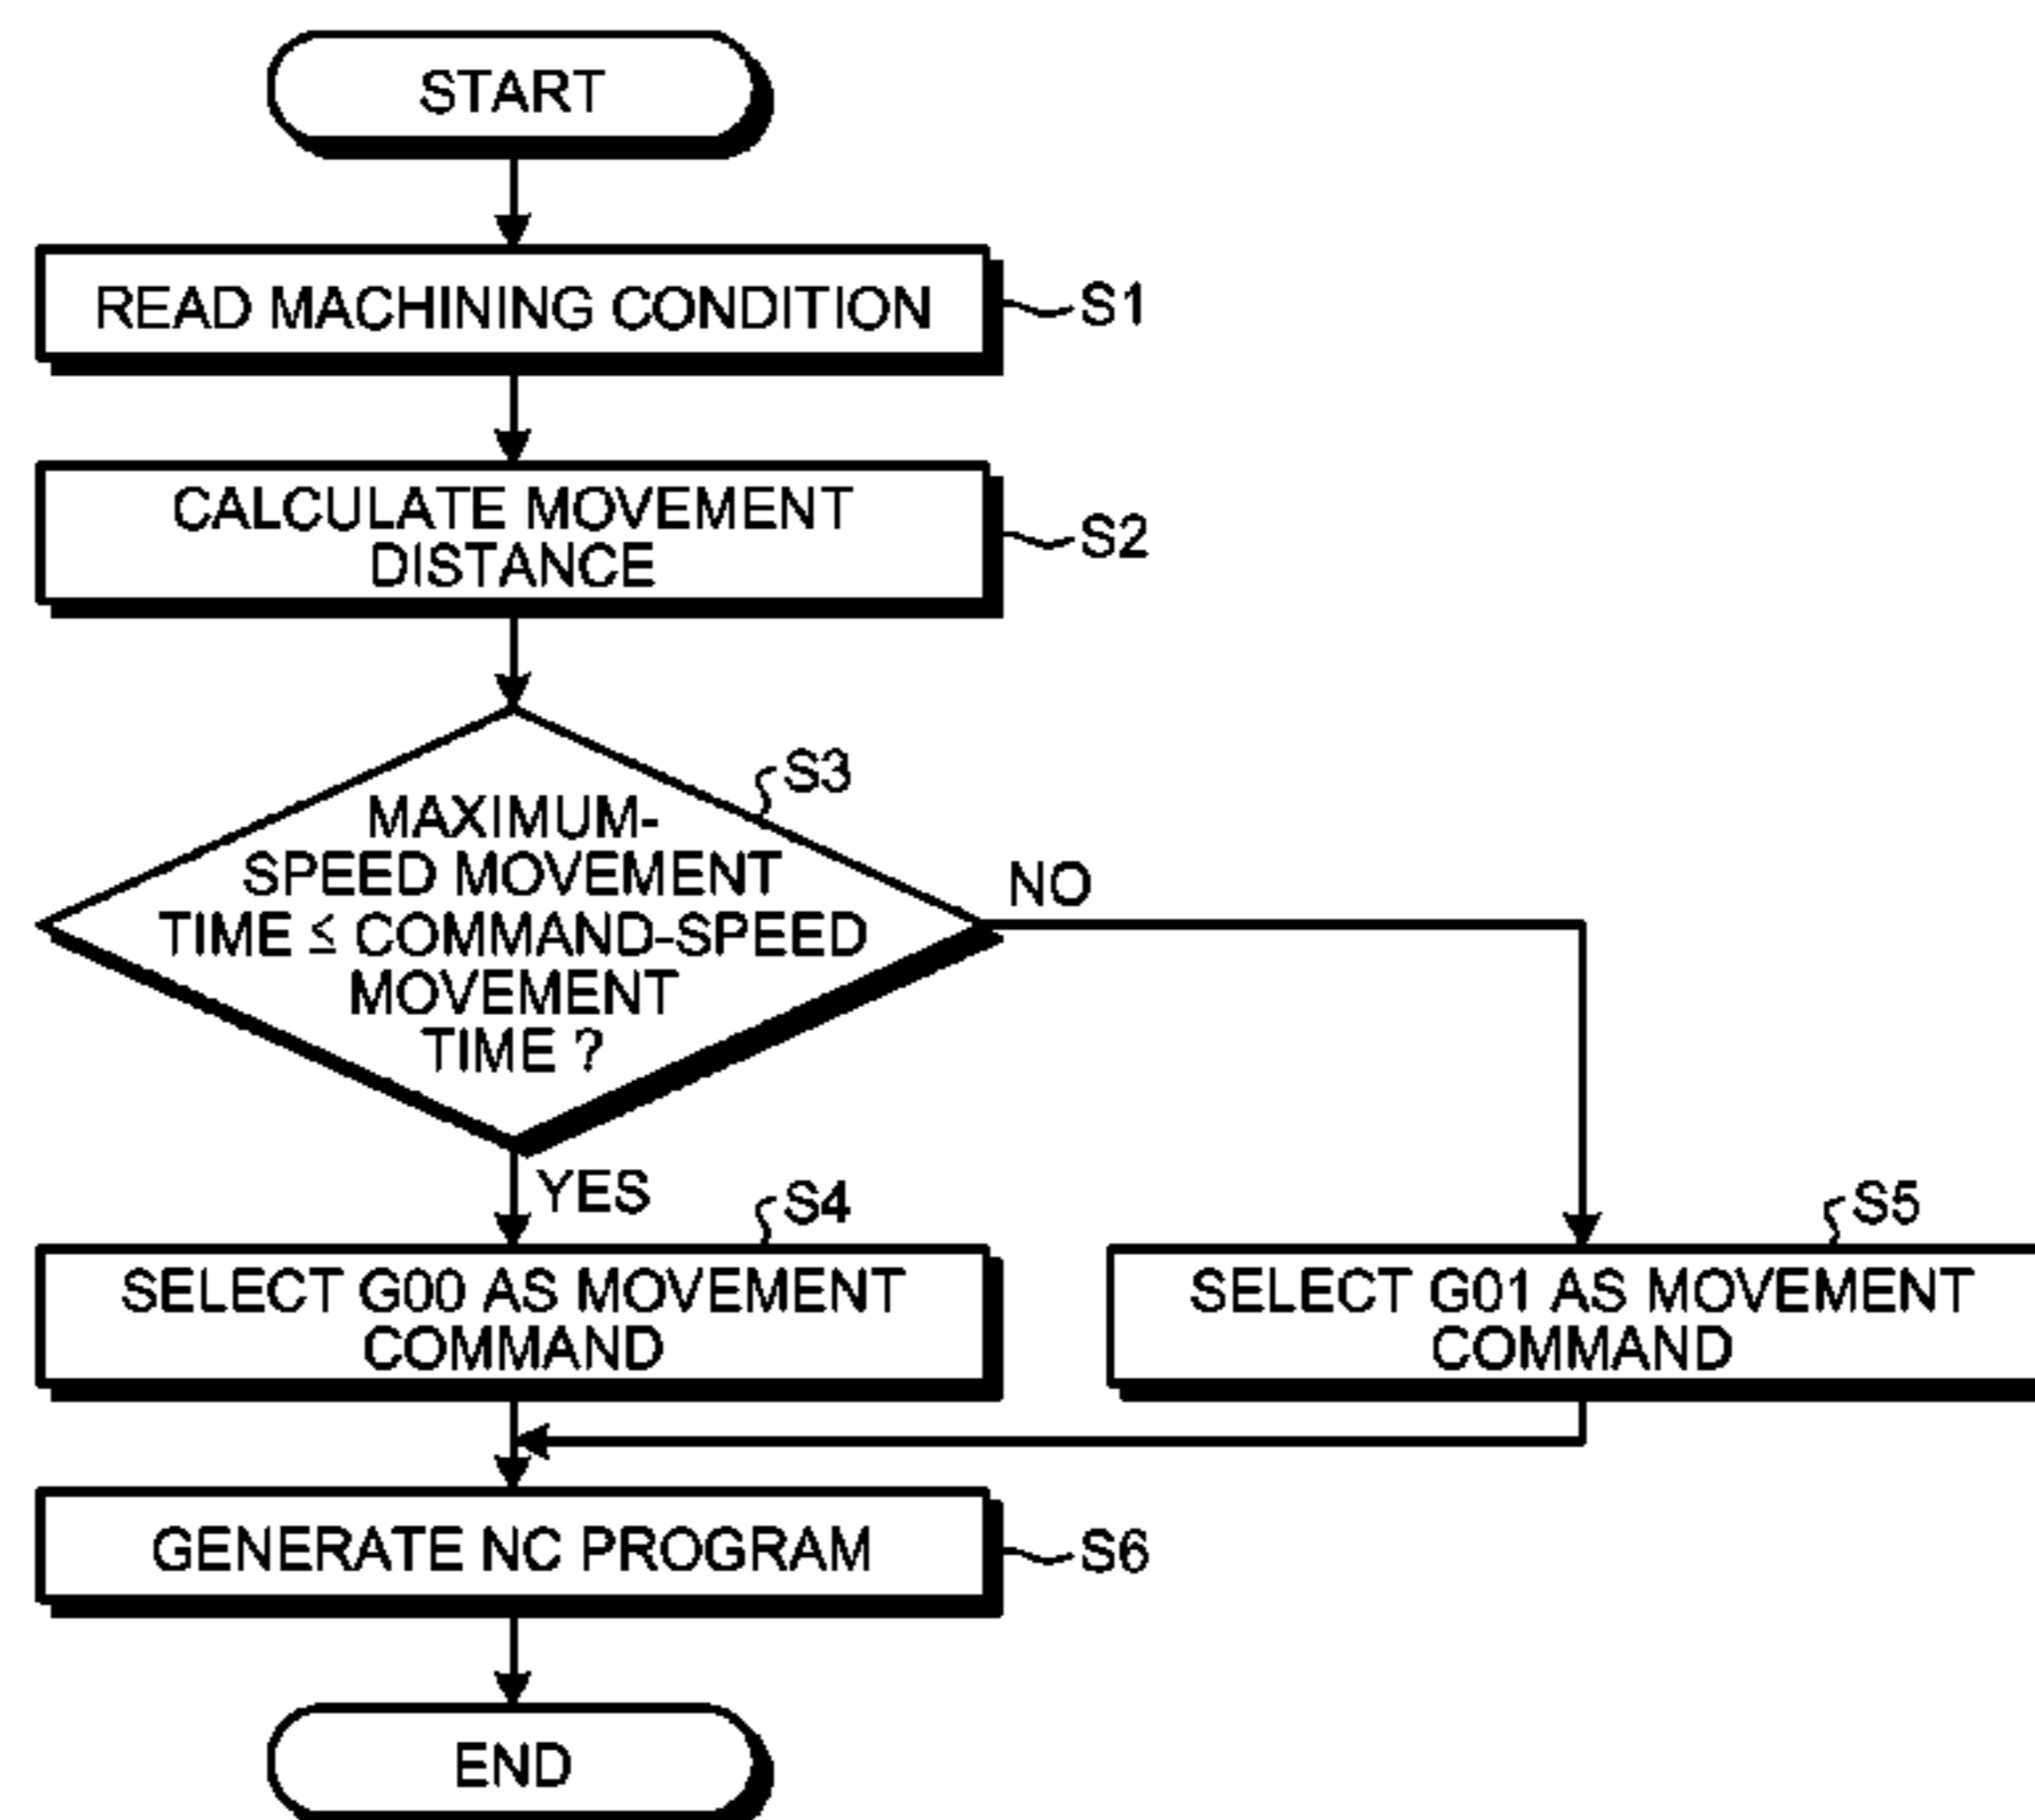 START
READ MACHINING CONDITION
S1
CALCULATE MOVEMENT
DISTANCE
S2
S3
MAXIMUM-
SPEED MOVEMENT
TIME ≤ COMMAND-SPEED
MOVEMENT
TIME ?
NO
YES
S4
SELECT G00 AS MOVEMENT
COMMAND
S5
SELECT G01 AS MOVEMENT
COMMAND
GENERATE NC PROGRAM
S6
END